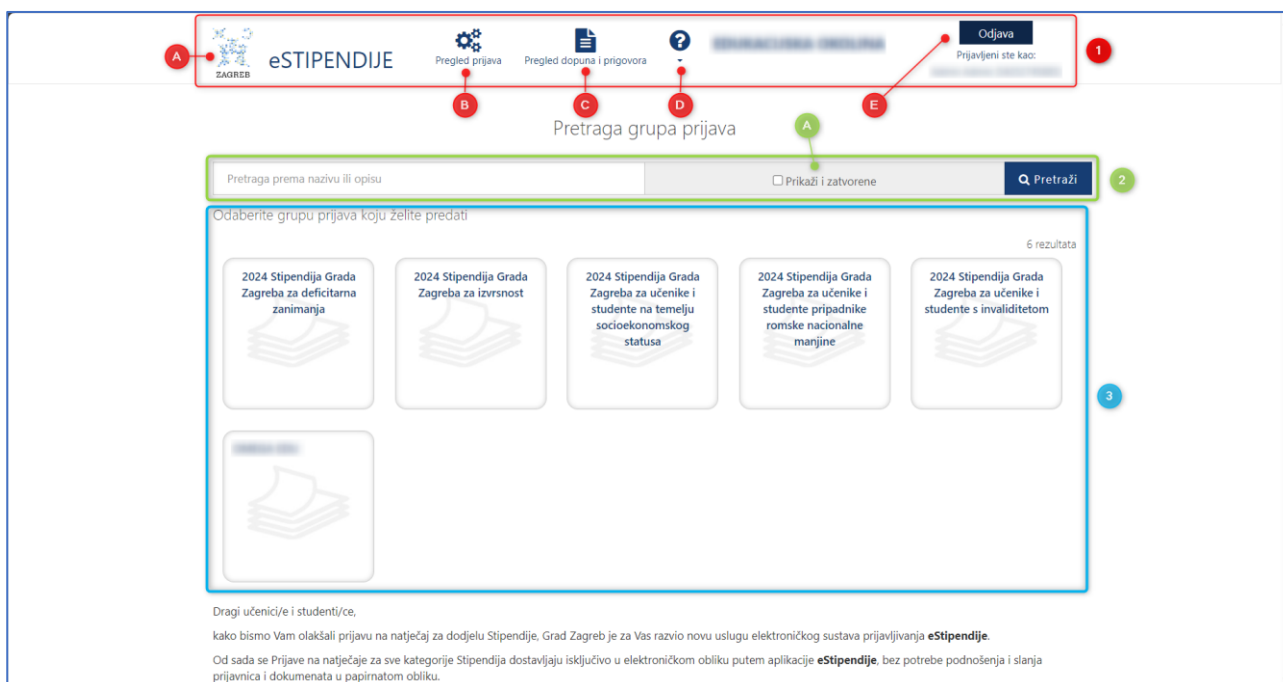 A
ZAGREB
eSTIPENDIJE
Pregled prijava
Pregled dopuna i prigovora
Odjava
Prijavljeni ste kao:
1
B
C
D
E
Pretraga grupa prijava
A
Pretraga prema nazivu ili opisu
Prikaži i zatvorene
Pretraži
2
Odaberite grupu prijava koju želite predati
6 rezultata
2024 Stipendija Grada
Zagreba za deficitarna
zanimanja
2024 Stipendija Grada
Zagreba za izvrsnost
2024 Stipendija Grada
Zagreba za učenike i
studente na temelju
socioekonomskog
statusa
2024 Stipendija Grada
Zagreba za učenike i
studente pripadnike
romske nacionalne
manjine
2024 Stipendija Grada
Zagreba za učenike i
studente s invaliditetom
3
Dragi učenici/e i studenti/ce,
kako bismo Vam olakšali prijavu na natječaj za dodjelu Stipendije, Grad Zagreb je za Vas razvio novu uslugu elektroničkog sustava prijavljivanja eStipendije.
Od sada se Prijave na natječaje za sve kategorije Stipendija dostavljaju isključivo u elektroničkom obliku putem aplikacije eStipendije, bez potrebe podnošenja i slanja
prijavnica i dokumenata u papirnatom obliku.